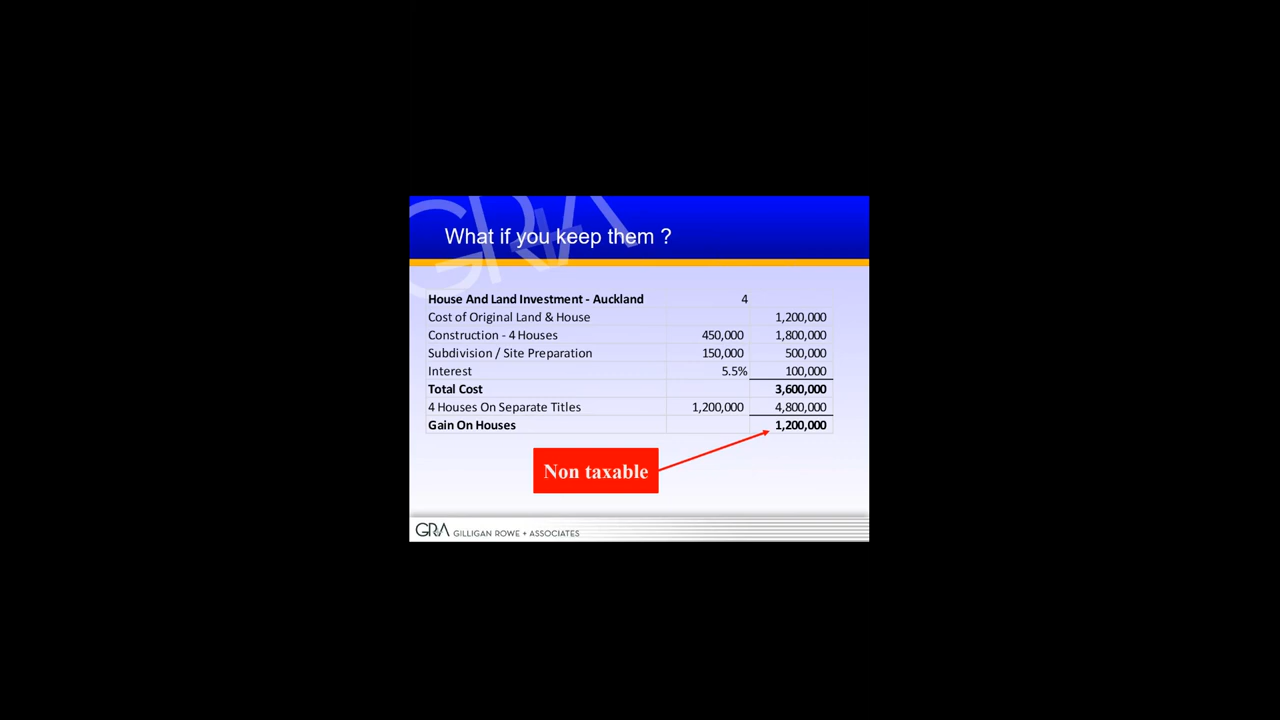 What if you keep them ?
House And Land Investment - Auckland 4
Cost of Original Land & House 1,200,000
Construction - 4 Houses 450,000 1,800,000
Subdivision / Site Preparation 150,000 500,000
Interest 5.5% 100,000
Total Cost 3,600,000
4 Houses On Separate Titles 1,200,000 4,800,000
Gain On Houses 1,200,000
Non taxable
GRA GILLIGAN ROWE + ASSOCIATES